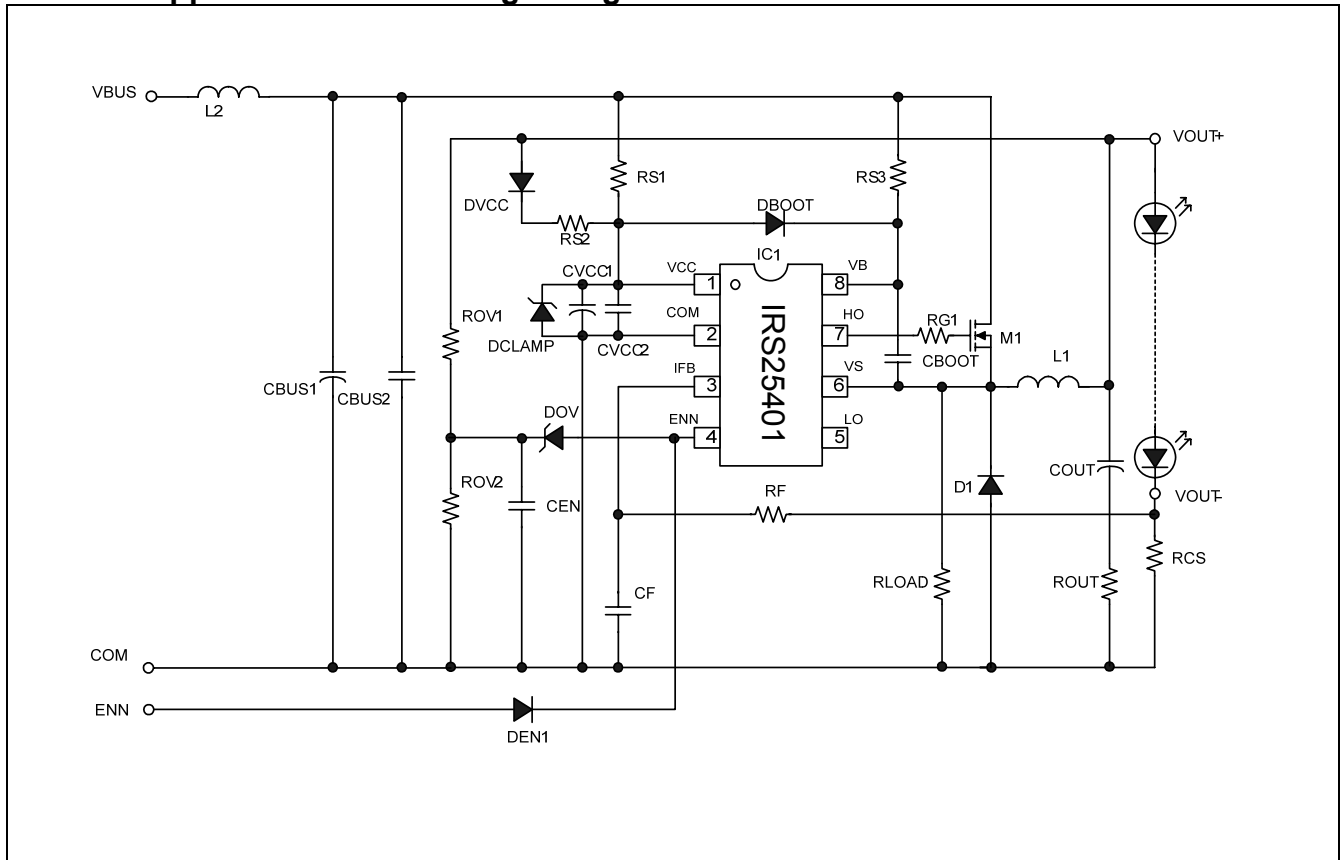 VBUS
L2
VOUT+
RS1
RS3
DVCC
DBOOT
RS2
IC1
CVCC1
VCC
1
8
VB
COM
2
7
HO
RG1
M1
ROV1
DCLAMP
CVCC2
CBOOT
L1
IFB
3
6
VS
CBUS1
CBUS2
IRS25401
DOV
ENN
4
5
LO
COUT
ROV2
CEN
D1
RF
VOUT-
RCS
RLOAD
ROUT
CF
COM
ENN
DEN1